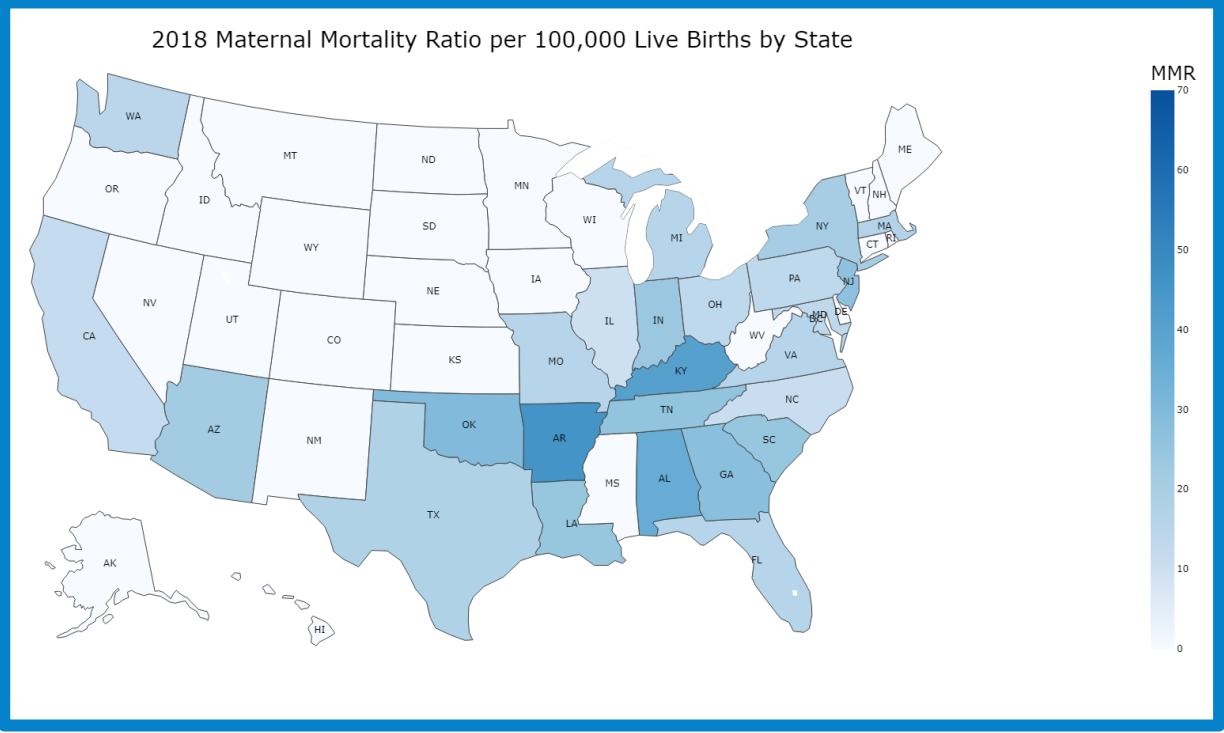 2018 Maternal Mortality Ratio per 100,000 Live Births by State
MMR
70
60
50
40
30
20
10
0
WA
OR
ID
MT
ND
MN
SD
WY
NE
IA
WI
MI
NY
VT
NH
ME
MA
CT
RI
PA
NJ
OH
IN
IL
MD
DC
DE
WV
VA
NV
UT
CA
CO
KS
MO
KY
NC
TN
AZ
NM
OK
AR
SC
MS
AL
GA
TX
LA
FL
AK
HI